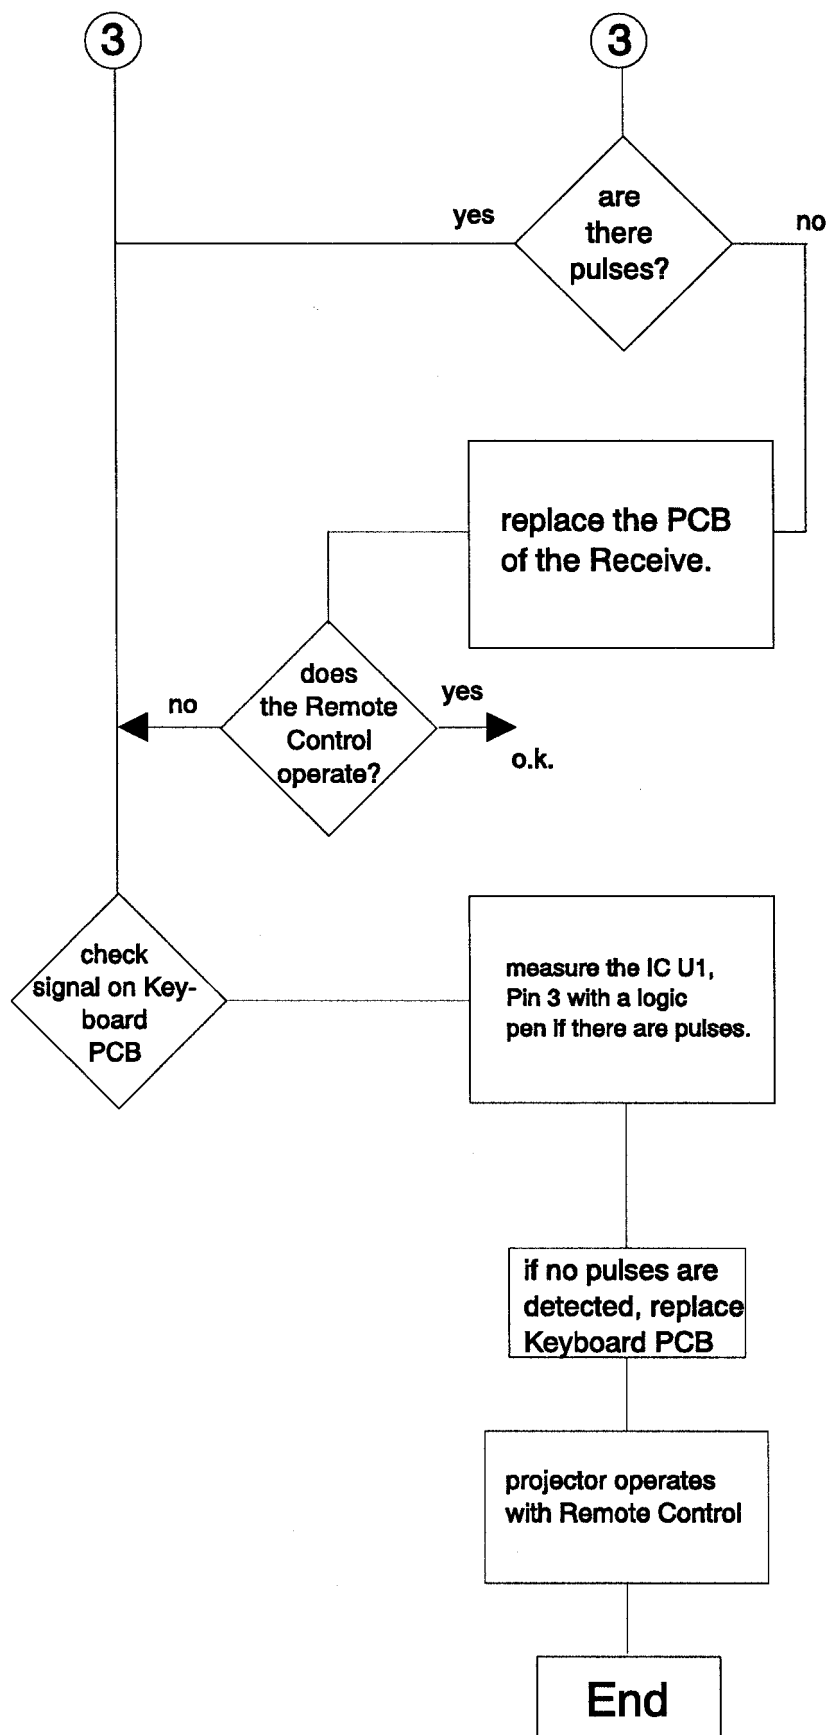 3
3
are
there
pulses?
yes
no
replace the PCB
of the Receive.
does
the Remote
Control
operate?
no
yes
o.k.
check
signal on Key-
board
PCB
measure the IC U1,
Pin 3 with a logic
pen if there are pulses.
if no pulses are
detected, replace
Keyboard PCB
projector operates
with Remote Control
End